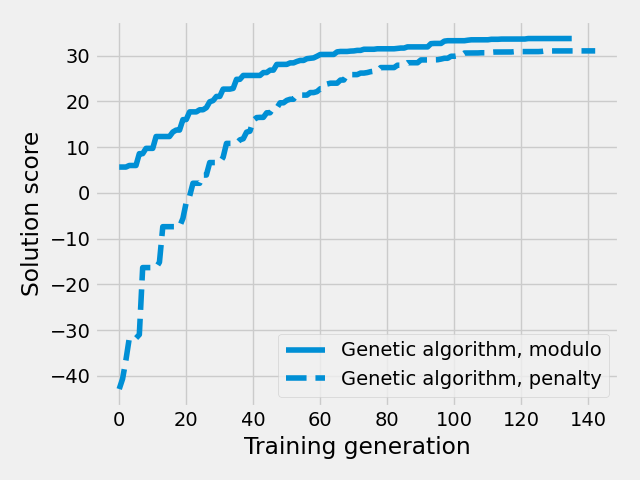 Solution score
30
20
10
0
−10
−20
−30
−40
Genetic algorithm, modulo
Genetic algorithm, penalty
0 20 40 60 80 100 120 140
Training generation